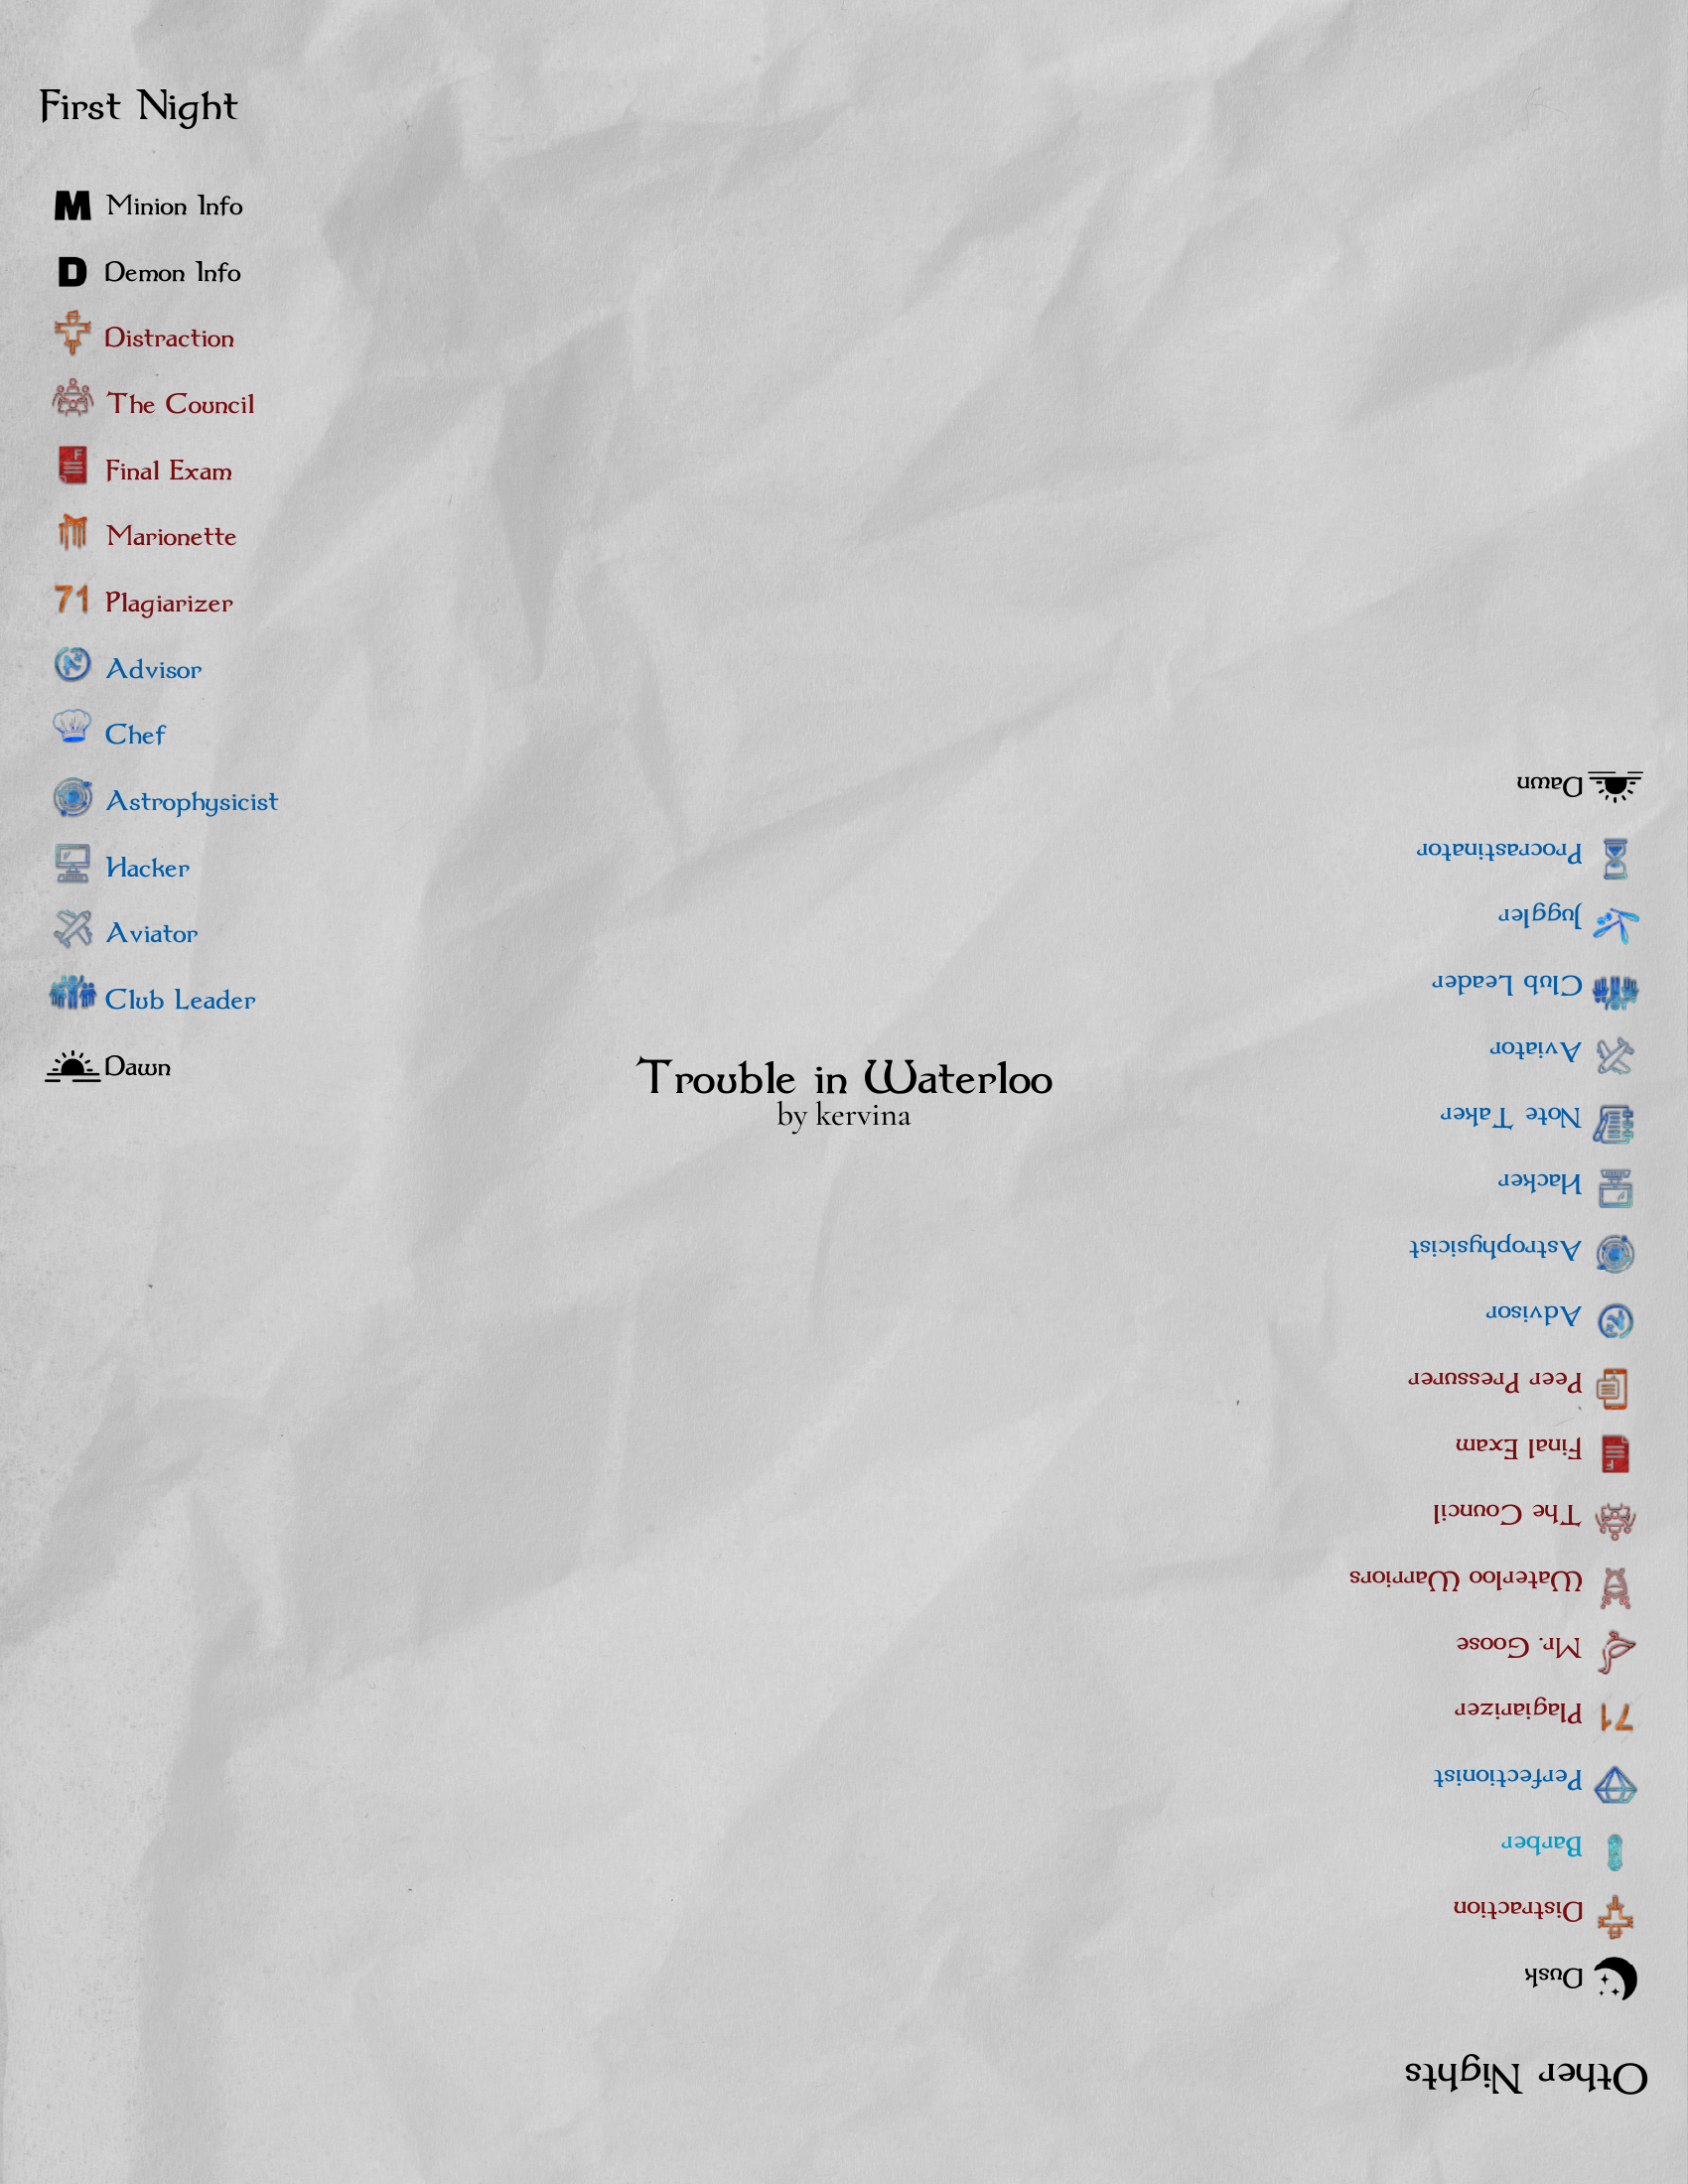 First Night
M Minion Info
D Demon Info
Distraction
The Council
F Final Exam
Marionette
71 Plagiarizer
N Advisor
Chef
Astrophysicist
Hacker
Aviator
Club Leader
Dawn
Trouble in Waterloo
by kervina
Other Nights
Dusk
Distraction
Barber
Perfectionist
71 Plagiarizer
Mr. Goose
Waterloo Warriors
The Council
F Final Exam
Peer Pressurer
N Advisor
Astrophysicist
Hacker
Note Taker
Aviator
Club Leader
Juggler
Procrastinator
Dawn